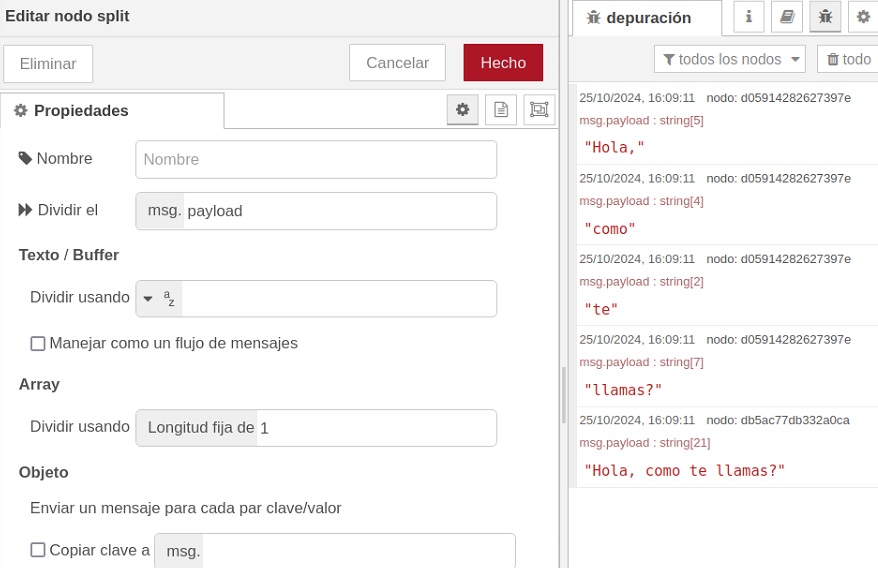 Editar nodo split
Eliminar
Cancelar
Hecho
Propiedades
Nombre
Nombre
Dividir el
msg. payload
Texto / Buffer
Dividir usando
a
z
Manejar como un flujo de mensajes
Array
Dividir usando
Longitud fija de 1
Objeto
Enviar un mensaje para cada par clave/valor
Copiar clave a
msg.
depuración
i
todos los nodos
todo
25/10/2024, 16:09:11 nodo: d05914282627397e
msg.payload : string[5]
"Hola,"
25/10/2024, 16:09:11 nodo: d05914282627397e
msg.payload : string[4]
"como"
25/10/2024, 16:09:11 nodo: d05914282627397e
msg.payload : string[2]
"te"
25/10/2024, 16:09:11 nodo: d05914282627397e
msg.payload : string[7]
"llamas?"
25/10/2024, 16:09:11 nodo: db5ac77db332a0ca
msg.payload : string[21]
"Hola, como te llamas?"